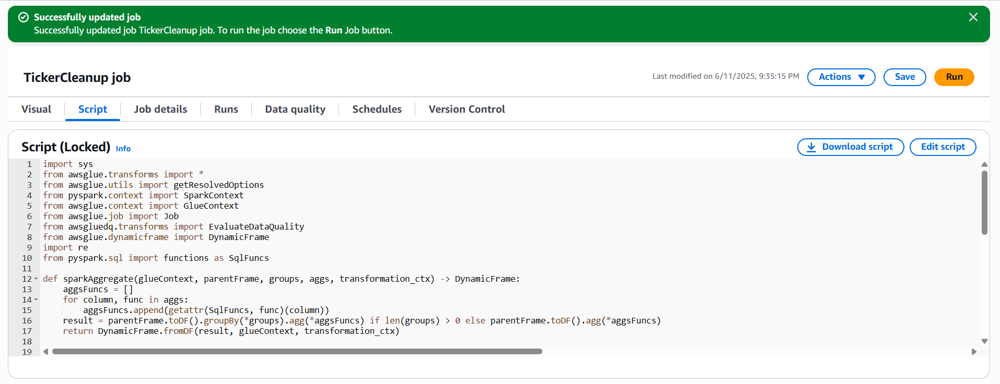 Successfully updated job
Successfully updated job TickerCleanup job. To run the job choose the Run Job button.
TickerCleanup job
Last modified on 6/11/2025, 9:35:15 PM
Actions
Save
Run
Visual
Script
Job details
Runs
Data quality
Schedules
Version Control
Script (Locked) Info
Download script
Edit script
1 import sys
2 from awsglue.transforms import *
3 from awsglue.utils import getResolvedOptions
4 from pyspark.context import SparkContext
5 from awsglue.context import GlueContext
6 from awsglue.job import Job
7 from awsgluedq.transforms import EvaluateDataQuality
8 from awsglue.dynamicframe import DynamicFrame
9 import re
10 from pyspark.sql import functions as SqlFuncs
11
12 def sparkAggregate(glueContext, parentFrame, groups, aggs, transformation_ctx) -> DynamicFrame:
13     aggsFuncs = []
14     for column, func in aggs:
15         aggsFuncs.append(getattr(SqlFuncs, func)(column))
16     result = parentFrame.toDF().groupBy(*groups).agg(*aggsFuncs) if len(groups) > 0 else parentFrame.toDF().agg(*aggsFuncs)
17     return DynamicFrame.fromDF(result, glueContext, transformation_ctx)
18
19